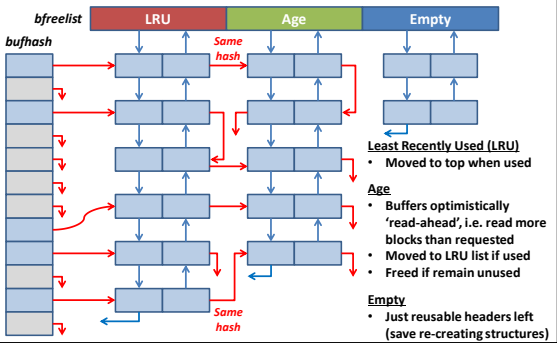 bfreelist
LRU
Age
Empty
bufhash
Same
hash
Least Recently Used (LRU)
• Moved to top when used
Age
• Buffers optimistically
‘read-ahead’, i.e. read more
blocks than requested
• Moved to LRU list if used
• Freed if remain unused
Same
hash
Empty
• Just reusable headers left
(save re-creating structures)